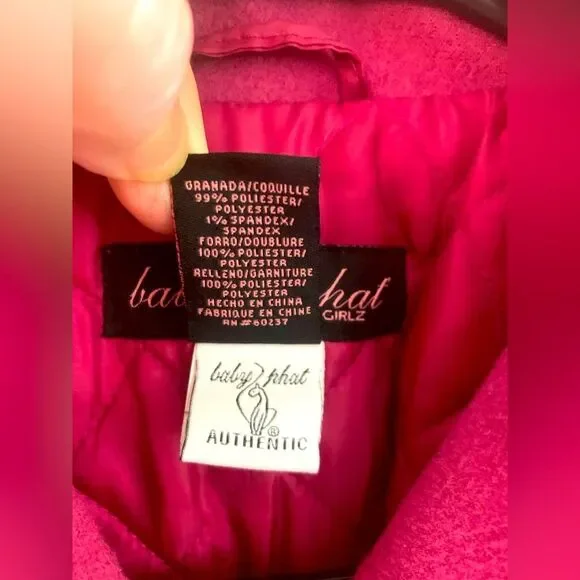 GRANADA/COQUILLE
99% POLIESTER/
POLYESTER
1% SPANDEX/
SPANDEX
FORRO/DOUBLURE
100% POLIESTER/
POLYESTER
RELLENO/GARNITURE
100% POLIESTER/
POLYESTER
HECHO EN CHINA
FABRIQUE EN CHINE
RN# 60237
phat
GIRLZ
baby phat
®
AUTHENTIC